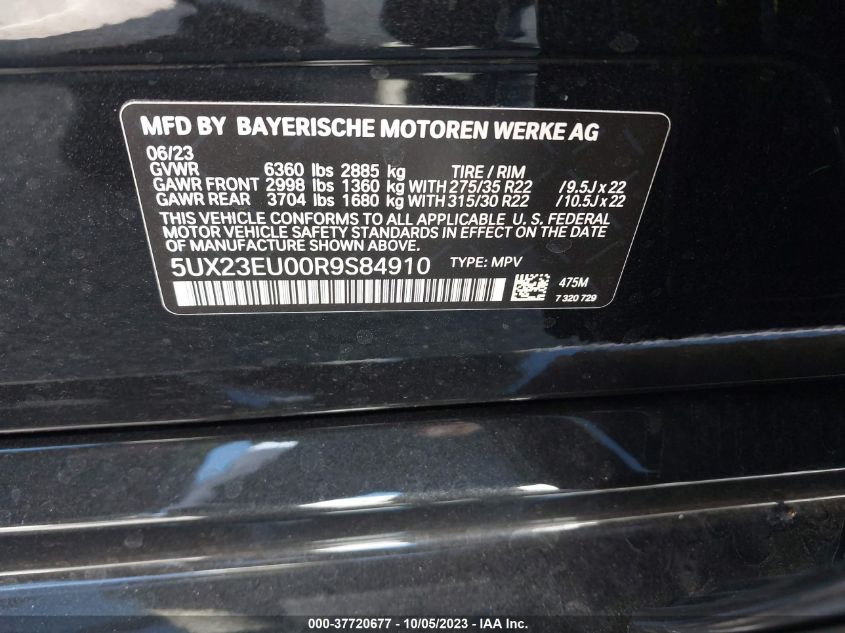 MFD BY BAYERISCHE MOTOREN WERKE AG
06/23
GVWR 6360 lbs 2885 kg TIRE / RIM
GAWR FRONT 2998 lbs 1360 kg WITH 275/35 R22 / 9.5J x 22
GAWR REAR 3704 lbs 1680 kg WITH 315/30 R22 / 10.5J x 22
THIS VEHICLE CONFORMS TO ALL APPLICABLE U. S. FEDERAL
MOTOR VEHICLE SAFETY STANDARDS IN EFFECT ON THE DATE
OF MANUFACTURE SHOWN ABOVE.
5UX23EU00R9S84910 TYPE: MPV
475M
7 320 729
000-37720677 - 10/05/2023 - IAA Inc.